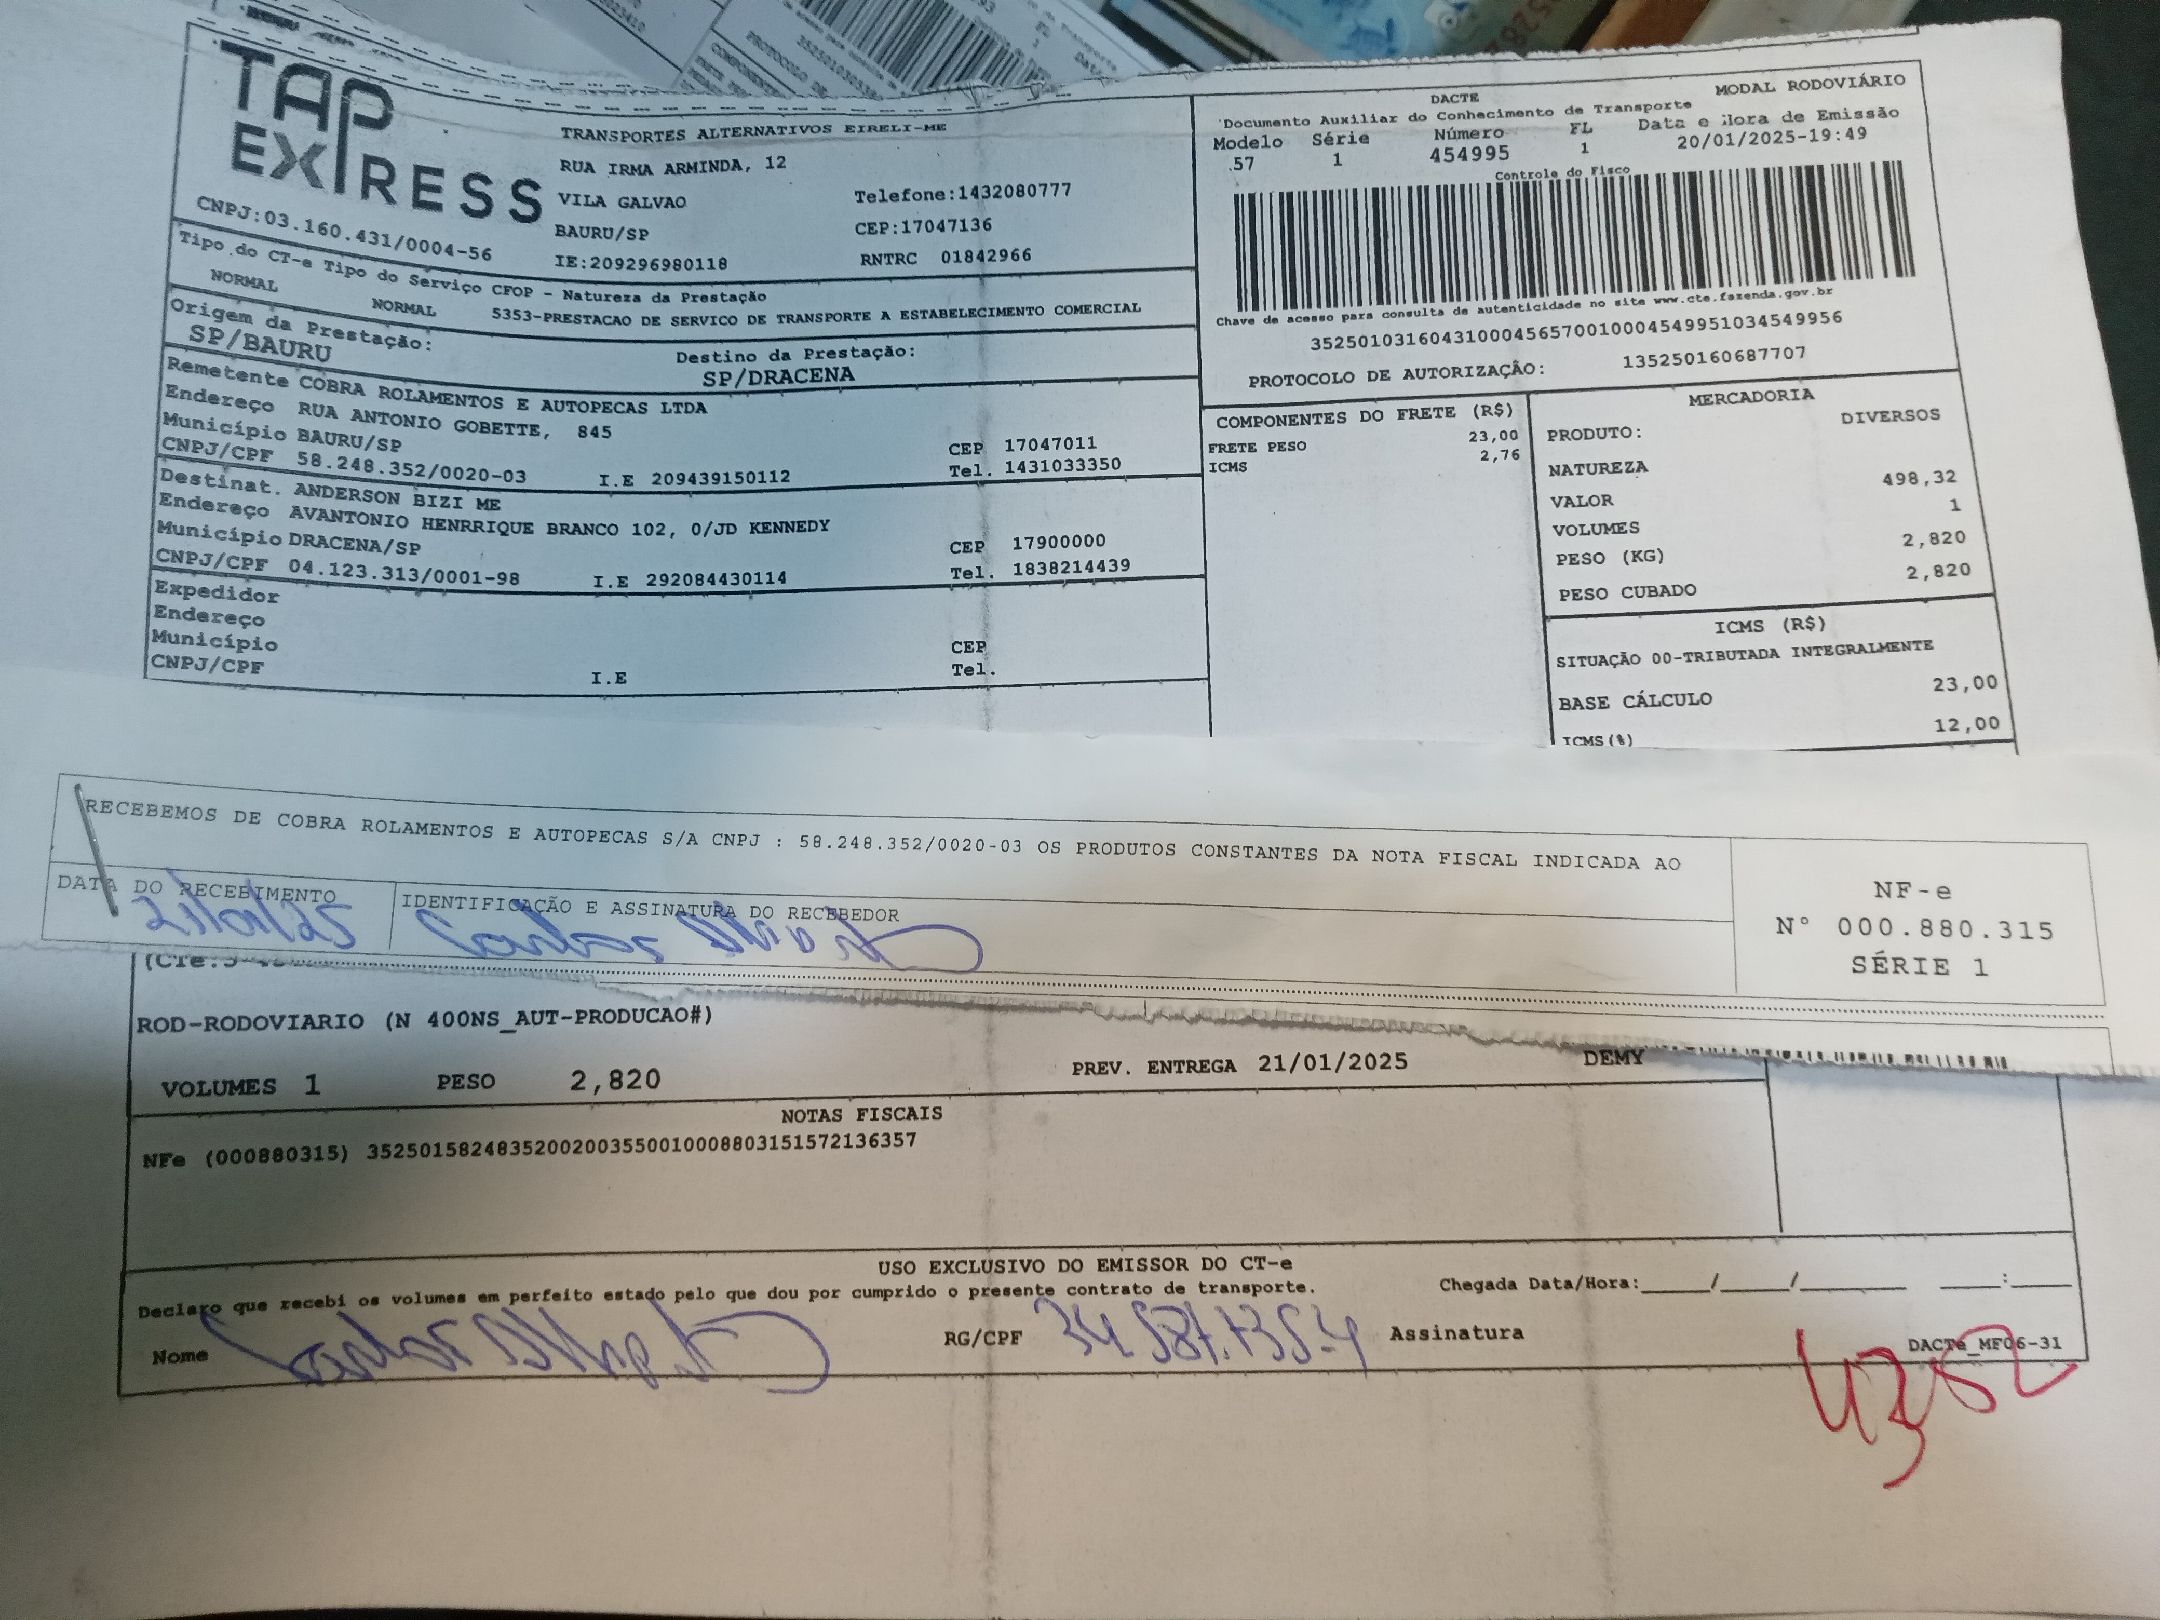 TAP
EXPRESS
CNPJ:03.160.431/0004-56
TRANSPORTES ALTERNATIVOS EIRELI-ME
RUA IRMA ARMINDA, 12
VILA GALVAO Telefone:1432080777
BAURU/SP CEP:17047136
IE:209296980118 RNTRC 01842966
Tipo do CT-e Tipo do Serviço CFOP - Natureza da Prestação
NORMAL NORMAL 5353-PRESTACAO DE SERVICO DE TRANSPORTE A ESTABELECIMENTO COMERCIAL
Origem da Prestação: Destino da Prestação:
SP/BAURU SP/DRACENA
Remetente COBRA ROLAMENTOS E AUTOPECAS LTDA
Endereço RUA ANTONIO GOBETTE, 845
Município BAURU/SP CEP 17047011
CNPJ/CPF 58.248.352/0020-03 I.E 209439150112 Tel. 1431033350
Destinat. ANDERSON BIZI ME
Endereço AVANTONIO HENRRIQUE BRANCO 102, 0/JD KENNEDY
Município DRACENA/SP CEP 17900000
CNPJ/CPF 04.123.313/0001-98 I.E 292084430114 Tel. 1838214439
Expedidor
Endereço
Município CEP
CNPJ/CPF I.E Tel.
DACTE MODAL RODOVIÁRIO
Documento Auxiliar do Conhecimento de Transporte
Modelo Série Número FL Data e Hora de Emissão
57 1 454995 1 20/01/2025-19:49
Controle do Fisco
Chave de acesso para consulta de autenticidade no site www.cte.fazenda.gov.br
35250103160431000456570010004549951034549956
PROTOCOLO DE AUTORIZAÇÃO: 135250160687707
COMPONENTES DO FRETE (R$)
FRETE PESO 23,00
ICMS 2,76
MERCADORIA
PRODUTO: DIVERSOS
NATUREZA
VALOR 498,32
VOLUMES 1
PESO (KG) 2,820
PESO CUBADO 2,820
ICMS (R$)
SITUAÇÃO 00-TRIBUTADA INTEGRALMENTE
BASE CÁLCULO 23,00
ICMS(%) 12,00
RECEBEMOS DE COBRA ROLAMENTOS E AUTOPECAS S/A CNPJ : 58.248.352/0020-03 OS PRODUTOS CONSTANTES DA NOTA FISCAL INDICADA AO
DATA DO RECEBIMENTO IDENTIFICAÇÃO E ASSINATURA DO RECEBEDOR
21/01/25
NF-e
N° 000.880.315
SÉRIE 1
ROD-RODOVIARIO (N 400NS_AUT-PRODUCAO#)
VOLUMES 1 PESO 2,820 PREV. ENTREGA 21/01/2025 DEMY
NOTAS FISCAIS
NFe (000880315) 35250158248352002003550010008803151572136357
USO EXCLUSIVO DO EMISSOR DO CT-e
Declaro que recebi os volumes em perfeito estado pelo que dou por cumprido o presente contrato de transporte. Chegada Data/Hora:____/____/______ ____:____
Nome RG/CPF 34.587.735-4 Assinatura
DACTe_MF06-31